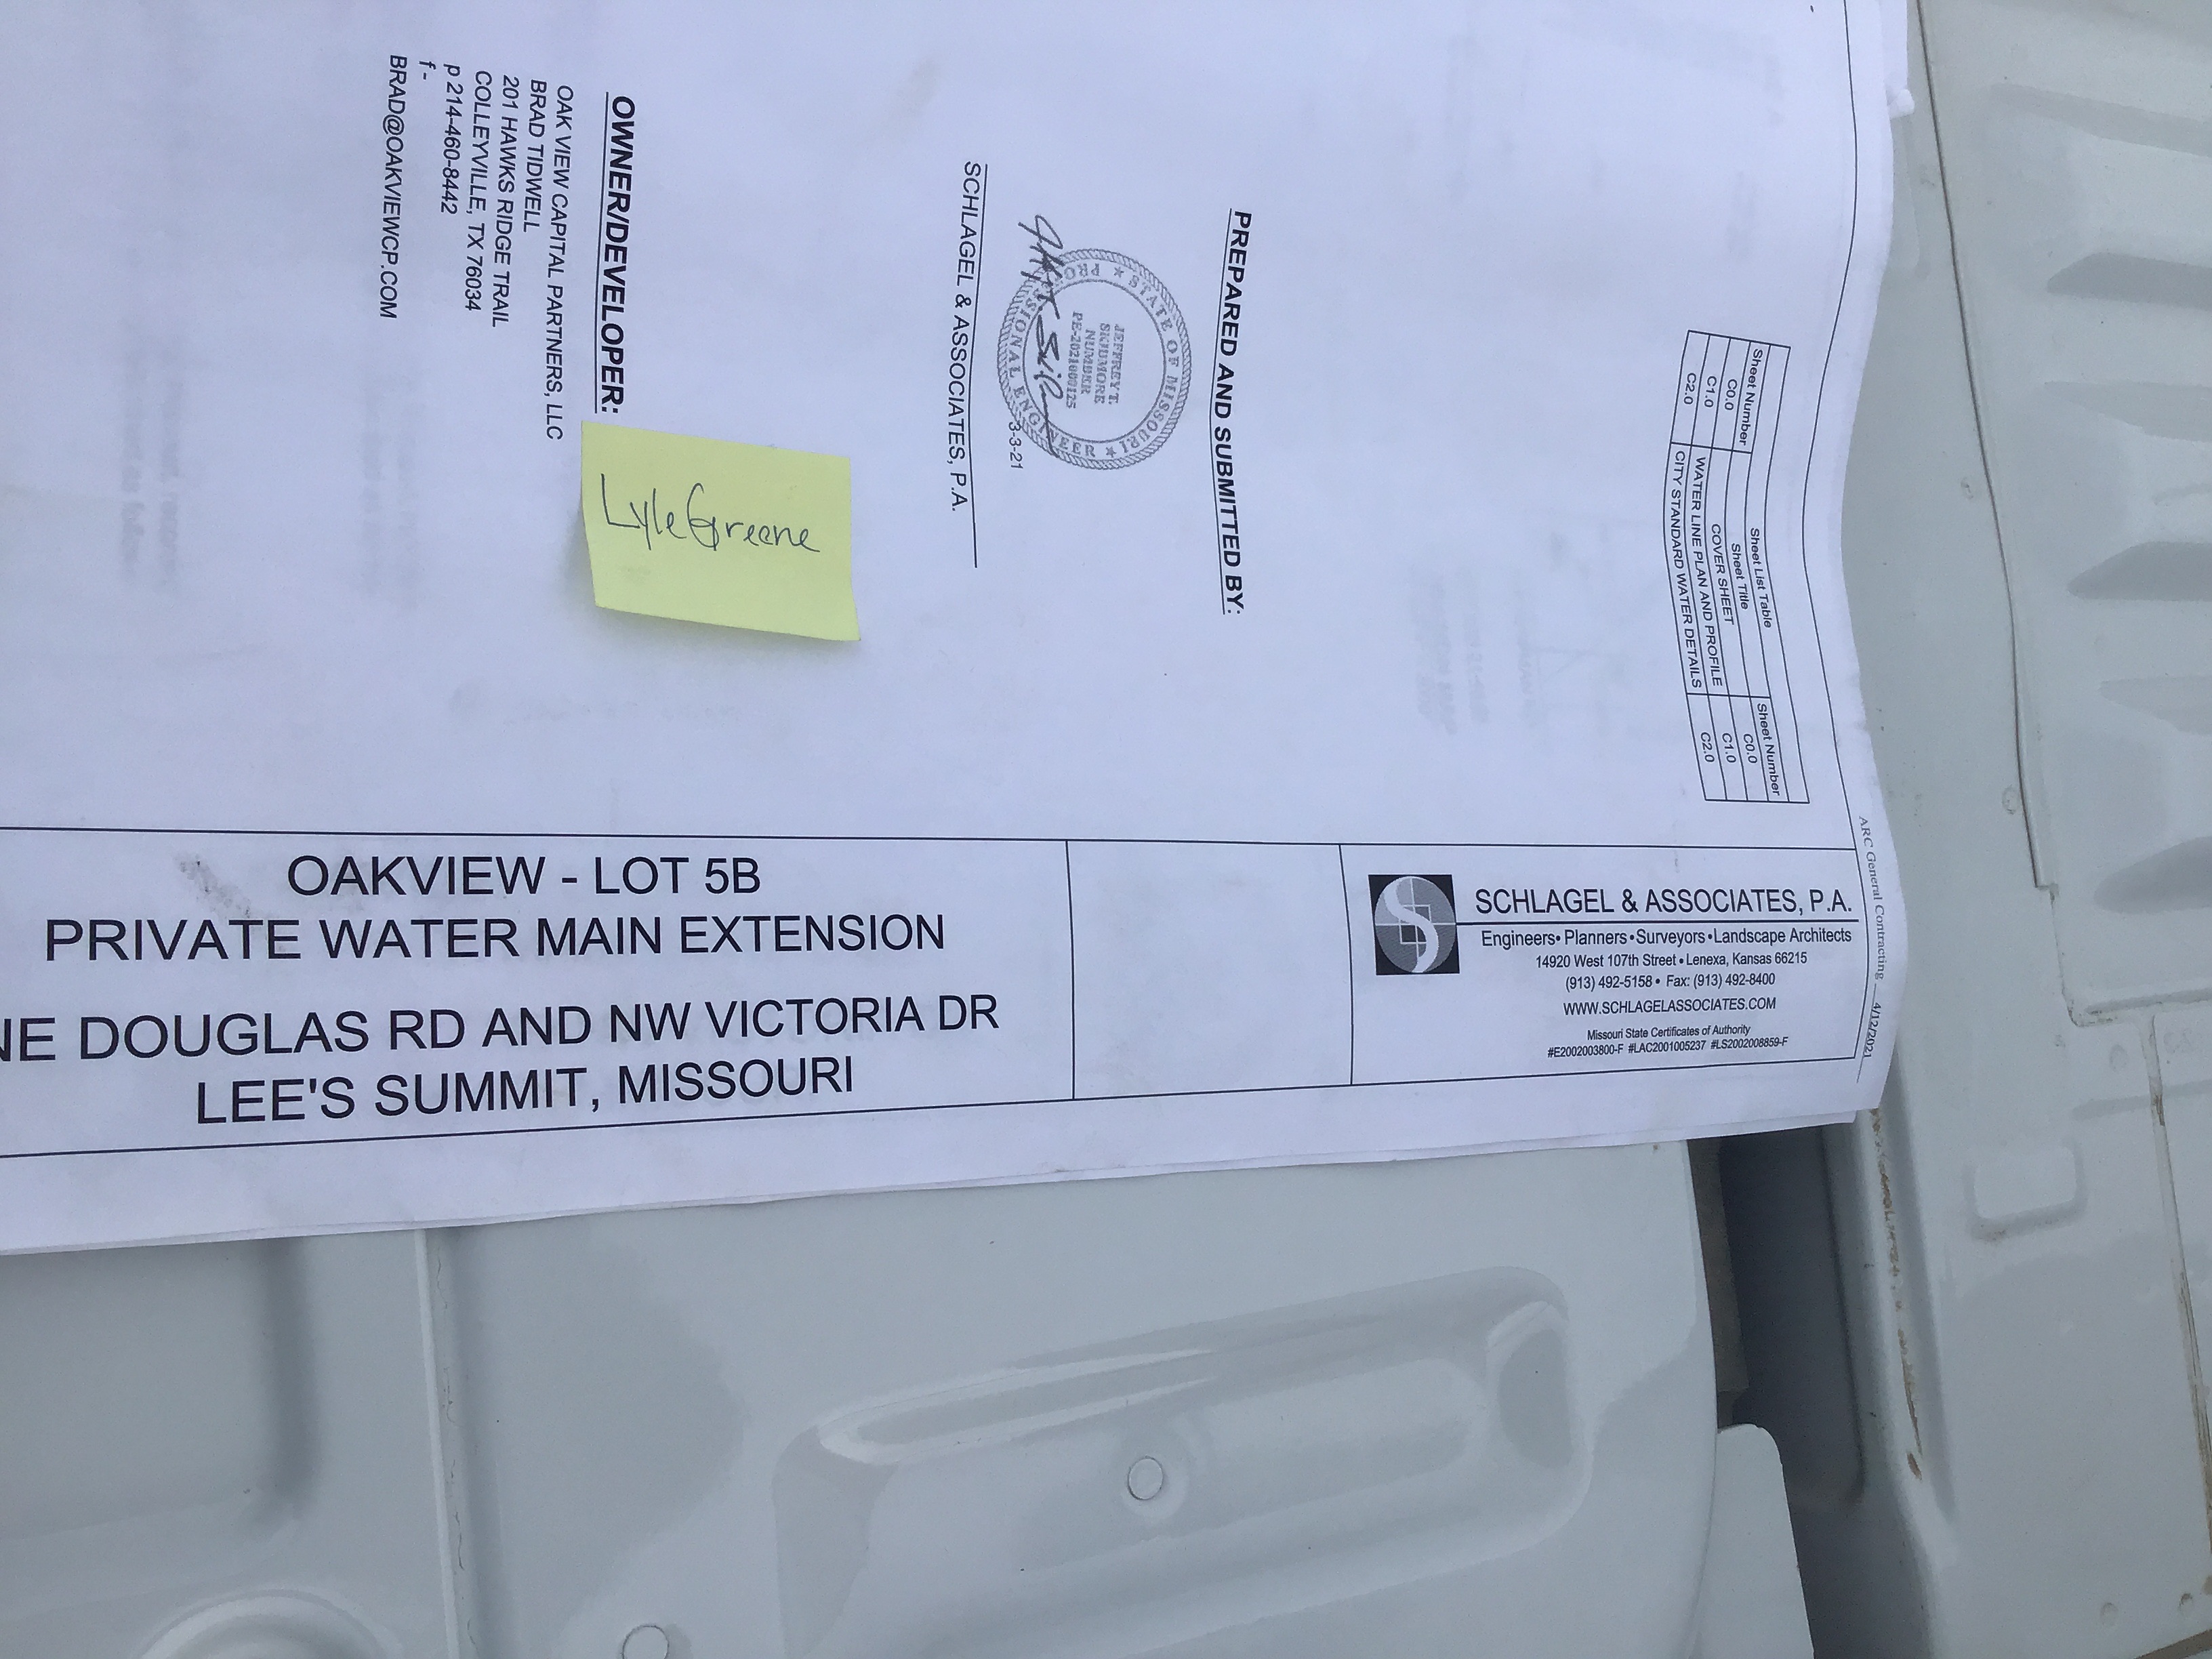 Sheet List Table
Sheet Number Sheet Title Sheet Number
C0.0 COVER SHEET C0.0
C1.0 WATER LINE PLAN AND PROFILE C1.0
C2.0 CITY STANDARD WATER DETAILS C2.0
PREPARED AND SUBMITTED BY:
STATE OF MISSOURI
JEFFREY T.
SKIDMORE
NUMBER
PE-2021000125
3-3-21
SCHLAGEL & ASSOCIATES, P.A.
OWNER/DEVELOPER:
OAK VIEW CAPITAL PARTNERS, LLC
BRAD TIDWELL
201 HAWKS RIDGE TRAIL
COLLEYVILLE, TX 76034
p 214-460-8442
f -
BRAD@OAKVIEWCP.COM
Lyle Greene
ARC General Contracting 4/12/2021
SCHLAGEL & ASSOCIATES, P.A.
Engineers • Planners • Surveyors • Landscape Architects
14920 West 107th Street • Lenexa, Kansas 66215
(913) 492-5158 • Fax: (913) 492-8400
WWW.SCHLAGELASSOCIATES.COM
Missouri State Certificates of Authority
#E2002003800-F #LAC2001005237 #LS2002008859-F
OAKVIEW - LOT 5B
PRIVATE WATER MAIN EXTENSION
NE DOUGLAS RD AND NW VICTORIA DR
LEE'S SUMMIT, MISSOURI